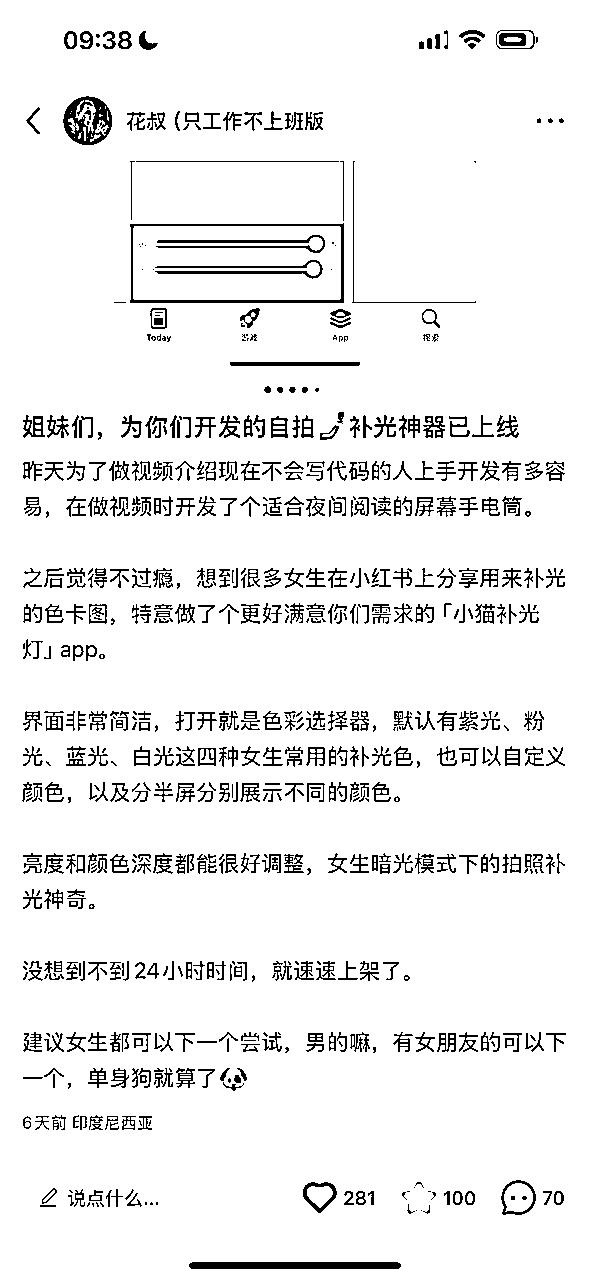 09:38
花叔（只工作不上班版
Today
游戏
App
搜索
姐妹们，为你们开发的自拍🤳补光神器已上线
昨天为了做视频介绍现在不会写代码的人上手开发有多容
易，在做视频时开发了个适合夜间阅读的屏幕手电筒。
之后觉得不过瘾，想到很多女生在小红书上分享用来补光
的色卡图，特意做了个更好满意你们需求的「小猫补光
灯」app。
界面非常简洁，打开就是色彩选择器，默认有紫光、粉
光、蓝光、白光这四种女生常用的补光色，也可以自定义
颜色，以及分半屏分别展示不同的颜色。
亮度和颜色深度都能很好调整，女生暗光模式下的拍照补
光神奇。
没想到不到24小时时间，就速速上架了。
建议女生都可以下一个尝试，男的嘛，有女朋友的可以下
一个，单身狗就算了🐶
6天前 印度尼西亚
说点什么...
281
100
70